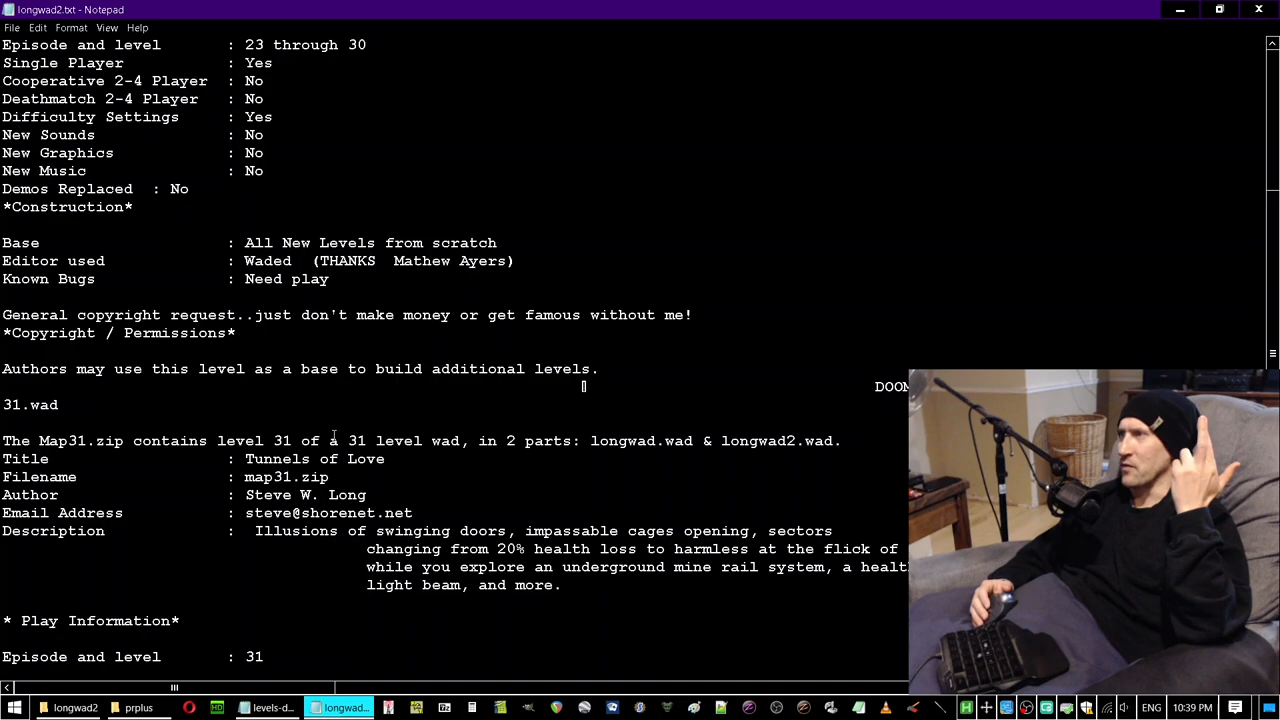 longwad2.txt - Notepad
File Edit Format View Help
Episode and level : 23 through 30
Single Player : Yes
Cooperative 2-4 Player : No
Deathmatch 2-4 Player : No
Difficulty Settings : Yes
New Sounds : No
New Graphics : No
New Music : No
Demos Replaced : No
*Construction*
Base : All New Levels from scratch
Editor used : Waded (THANKS Mathew Ayers)
Known Bugs : Need play
General copyright request..just don't make money or get famous without me!
*Copyright / Permissions*
Authors may use this level as a base to build additional levels.
DOOM
31.wad
The Map31.zip contains level 31 of a 31 level wad, in 2 parts: longwad.wad & longwad2.wad.
Title : Tunnels of Love
Filename : map31.zip
Author : Steve W. Long
Email Address : steve@shorenet.net
Description : Illusions of swinging doors, impassable cages opening, sectors
changing from 20% health loss to harmless at the flick of
while you explore an underground mine rail system, a healt
light beam, and more.
* Play Information*
Episode and level : 31
longwad2 prplus levels-d... longwad... ENG 10:39 PM